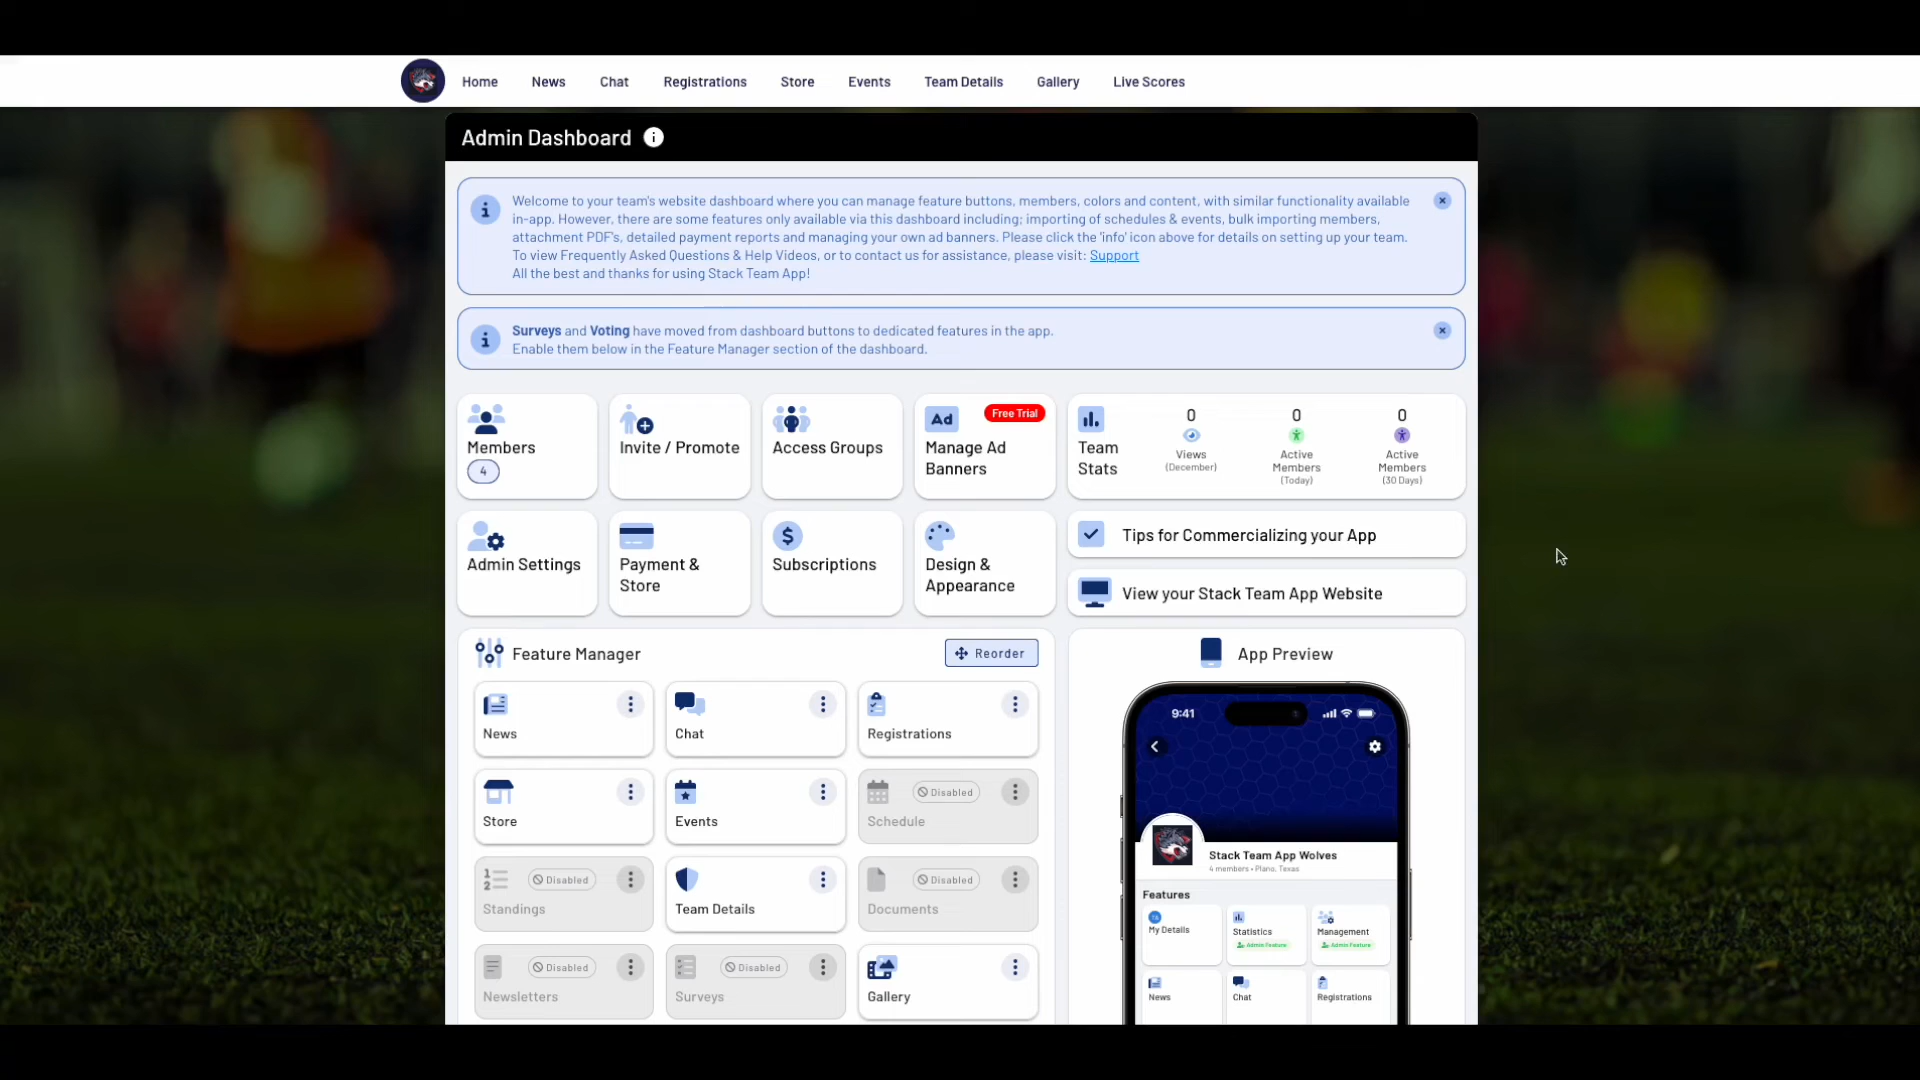 Home News Chat Registrations Store Events Team Details Gallery Live Scores
Admin Dashboard
Welcome to your team's website dashboard where you can manage feature buttons, members, colors and content, with similar functionality available
in-app. However, there are some features only available via this dashboard including; importing of schedules & events, bulk importing members,
attachment PDF's, detailed payment reports and managing your own ad banners. Please click the 'info' icon above for details on setting up your team.
To view Frequently Asked Questions & Help Videos, or to contact us for assistance, please visit: Support
All the best and thanks for using Stack Team App!
Surveys and Voting have moved from dashboard buttons to dedicated features in the app.
Enable them below in the Feature Manager section of the dashboard.
Members
4
Invite / Promote
Access Groups
Ad
Free Trial
Manage Ad
Banners
Team
Stats
0
Views
(December)
0
Active
Members
(Today)
0
Active
Members
(30 Days)
Admin Settings
Payment &
Store
Subscriptions
Design &
Appearance
Tips for Commercializing your App
View your Stack Team App Website
Feature Manager
Reorder
News
Chat
Registrations
Store
Events
Disabled
Schedule
Disabled
Standings
Team Details
Disabled
Documents
Disabled
Newsletters
Disabled
Surveys
Gallery
App Preview
9:41
Stack Team App Wolves
4 members • Plano, Texas
Features
My Details
Statistics
Admin Feature
Management
Admin Feature
News
Chat
Registrations